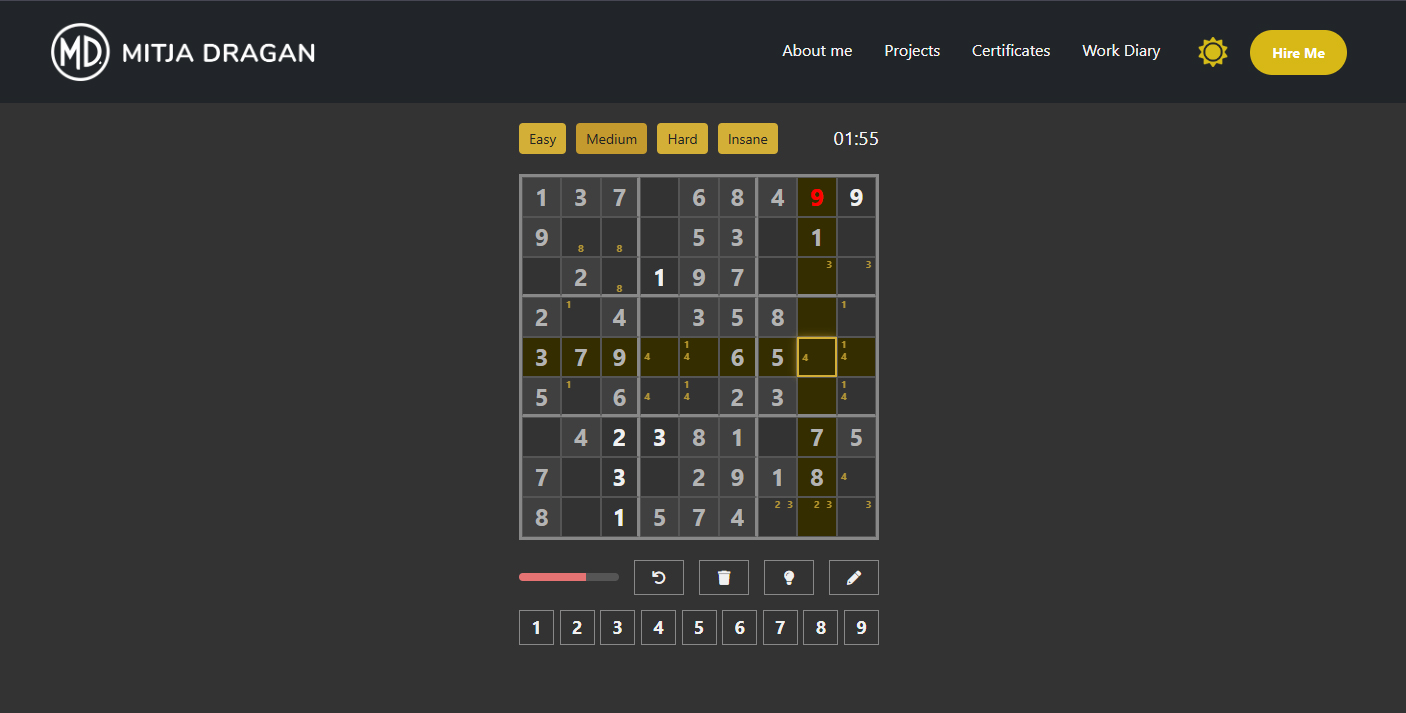 MD. MITJA DRAGAN About me Projects Certificates Work Diary Hire Me
Easy Medium Hard Insane 01:55
1 3 7 6 8 4 9 9
9 8 8 5 3 1
2 8 1 9 7 3 3
2 1 4 3 5 8 1
3 7 9 4 1 4 6 5 4 1 4
5 1 6 4 1 4 2 3 1 4
4 2 3 8 1 7 5
7 3 2 9 1 8 4
8 1 5 7 4 2 3 2 3 3
1 2 3 4 5 6 7 8 9